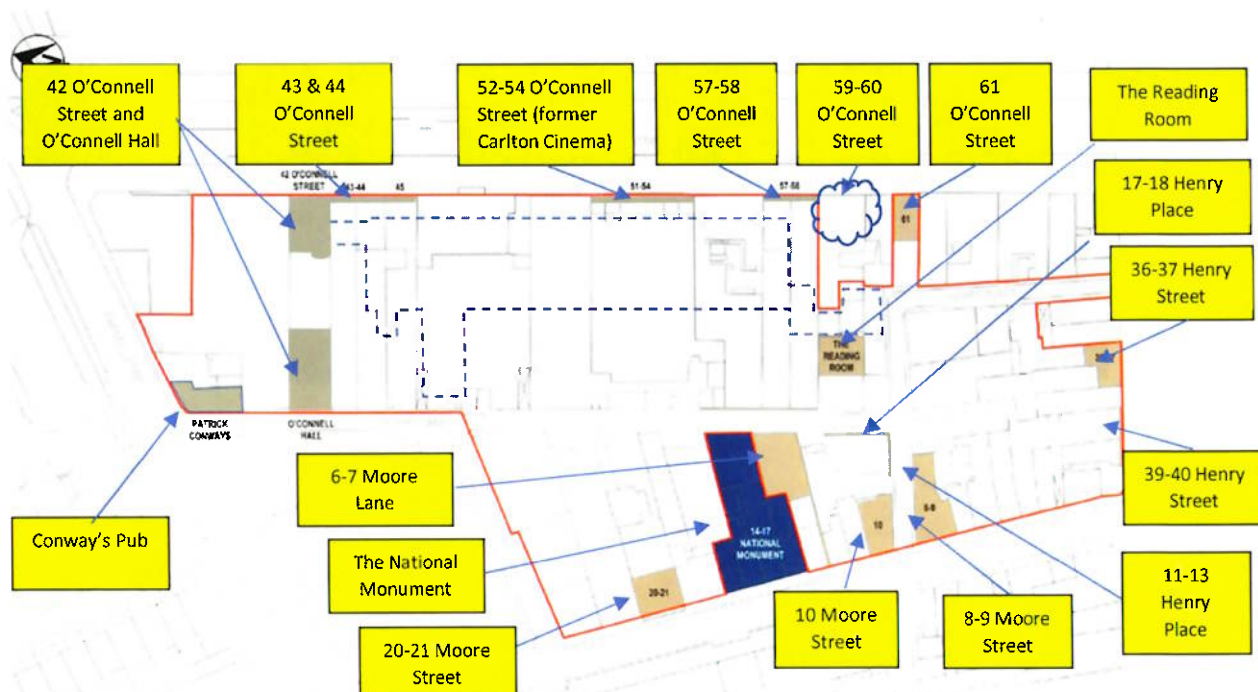 42 O'Connell
Street and
O'Connell Hall
43 & 44
O'Connell
Street
52-54 O'Connell
Street (former
Carlton Cinema)
57-58
O'Connell
Street
59-60
O'Connell
Street
61
O'Connell
Street
The Reading
Room
17-18 Henry
Place
36-37 Henry
Street
39-40 Henry
Street
11-13
Henry
Place
8-9 Moore
Street
10 Moore
Street
20-21 Moore
Street
The National
Monument
6-7 Moore
Lane
Conway's Pub
42 O'CONNELL
STREET
43-44
45
51-54
57-58
61
THE
READING
ROOM
PATRICK
CONWAYS
O'CONNELL
HALL
14-17
NATIONAL
MONUMENT
20-21
10
8-9